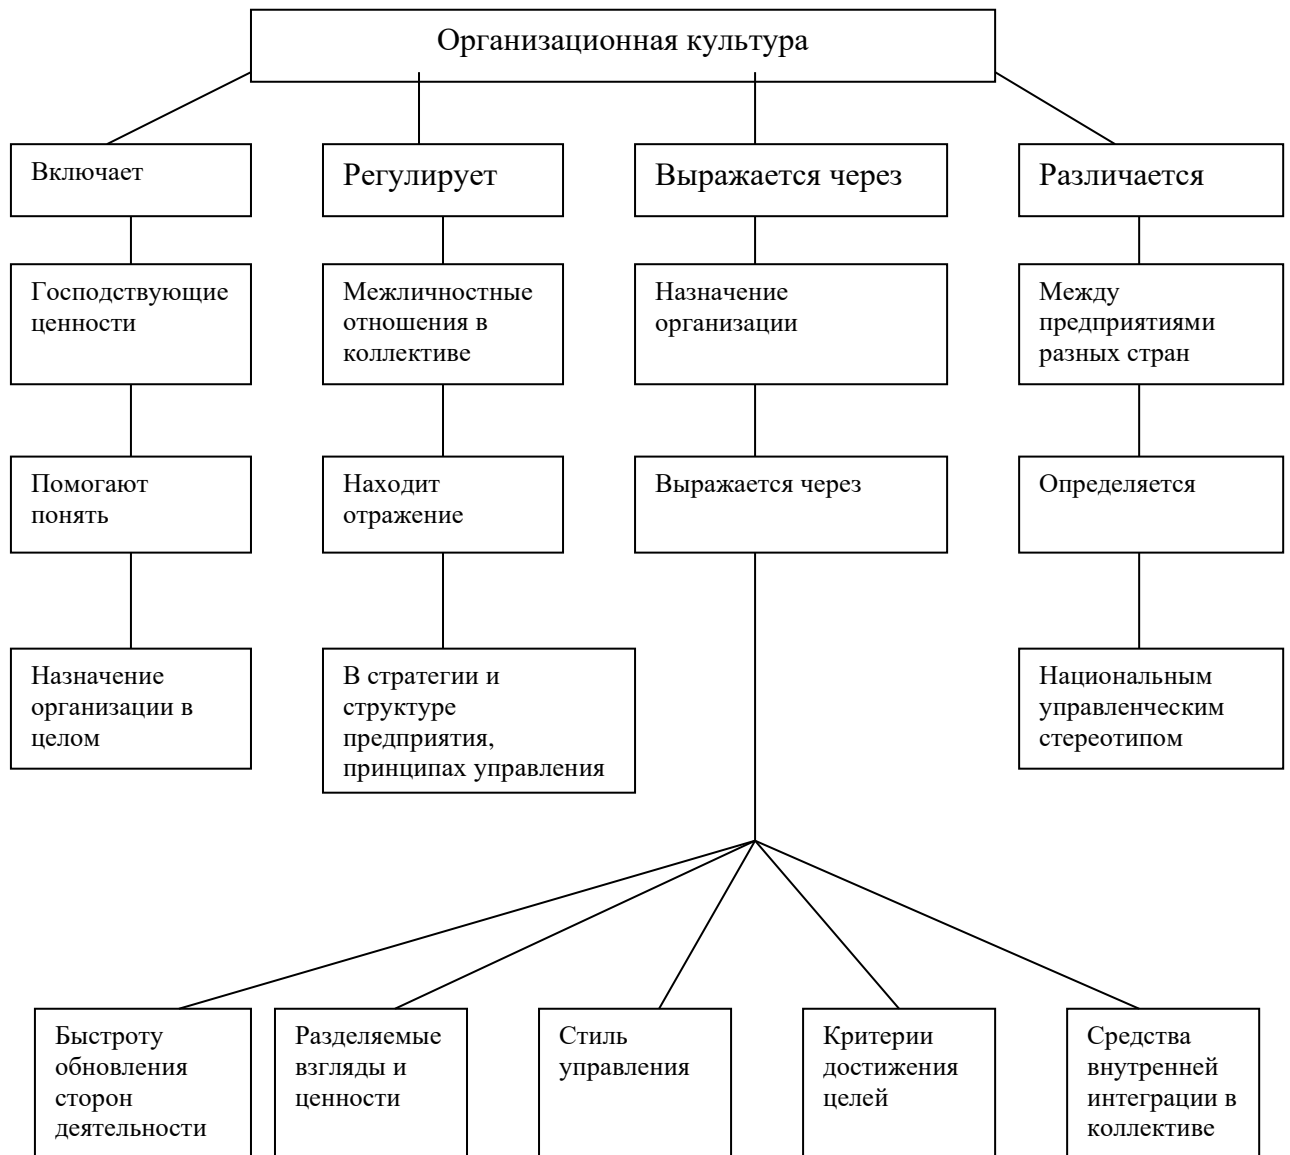 Организационная культура
Включает
Регулирует
Выражается через
Различается
Господствующие
ценности
Межличностные
отношения в
коллективе
Назначение
организации
Между
предприятиями
разных стран
Помогают
понять
Находит
отражение
Выражается через
Определяется
Назначение
организации в
целом
В стратегии и
структуре
предприятия,
принципах управления
Национальным
управленческим
стереотипом
Быстроту
обновления
сторон
деятельности
Разделяемые
взгляды и
ценности
Стиль
управления
Критерии
достижения
целей
Средства
внутренней
интеграции в
коллективе